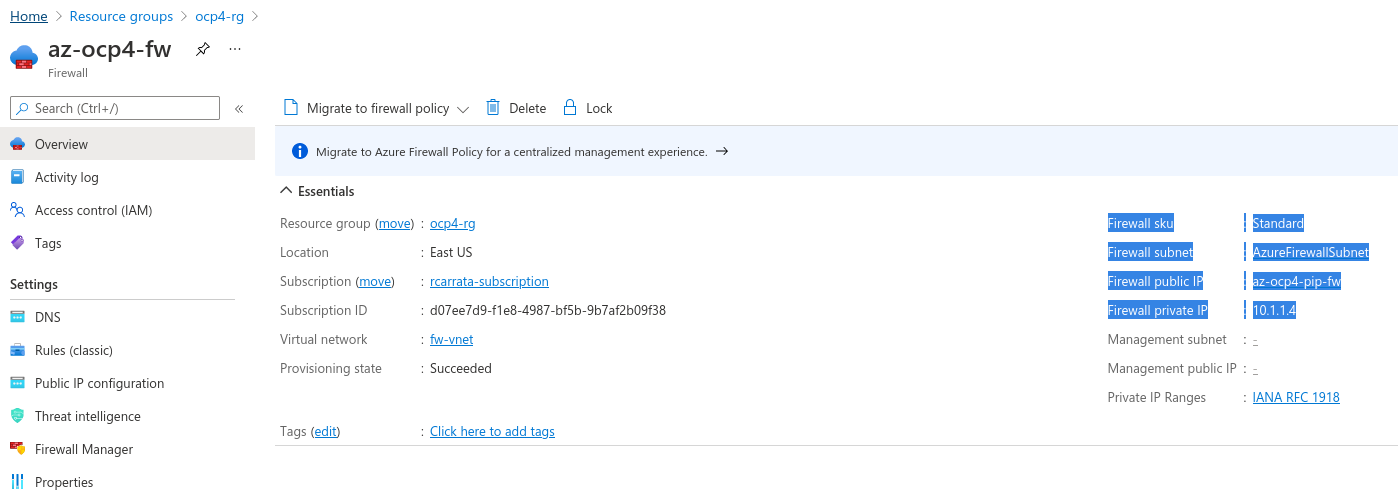 Home > Resource groups > ocp4-rg >
az-ocp4-fw ...
Firewall
Search (Ctrl+/) «
Overview
Activity log
Access control (IAM)
Tags
Settings
DNS
Rules (classic)
Public IP configuration
Threat intelligence
Firewall Manager
Properties
Migrate to firewall policy Delete Lock
Migrate to Azure Firewall Policy for a centralized management experience. →
Essentials
Resource group (move) : ocp4-rg
Location : East US
Subscription (move) : rcarrata-subscription
Subscription ID : d07ee7d9-f1e8-4987-bf5b-9b7af2b09f38
Virtual network : fw-vnet
Provisioning state : Succeeded
Firewall sku : Standard
Firewall subnet : AzureFirewallSubnet
Firewall public IP : az-ocp4-pip-fw
Firewall private IP : 10.1.1.4
Management subnet : -
Management public IP : -
Private IP Ranges : IANA RFC 1918
Tags (edit) : Click here to add tags